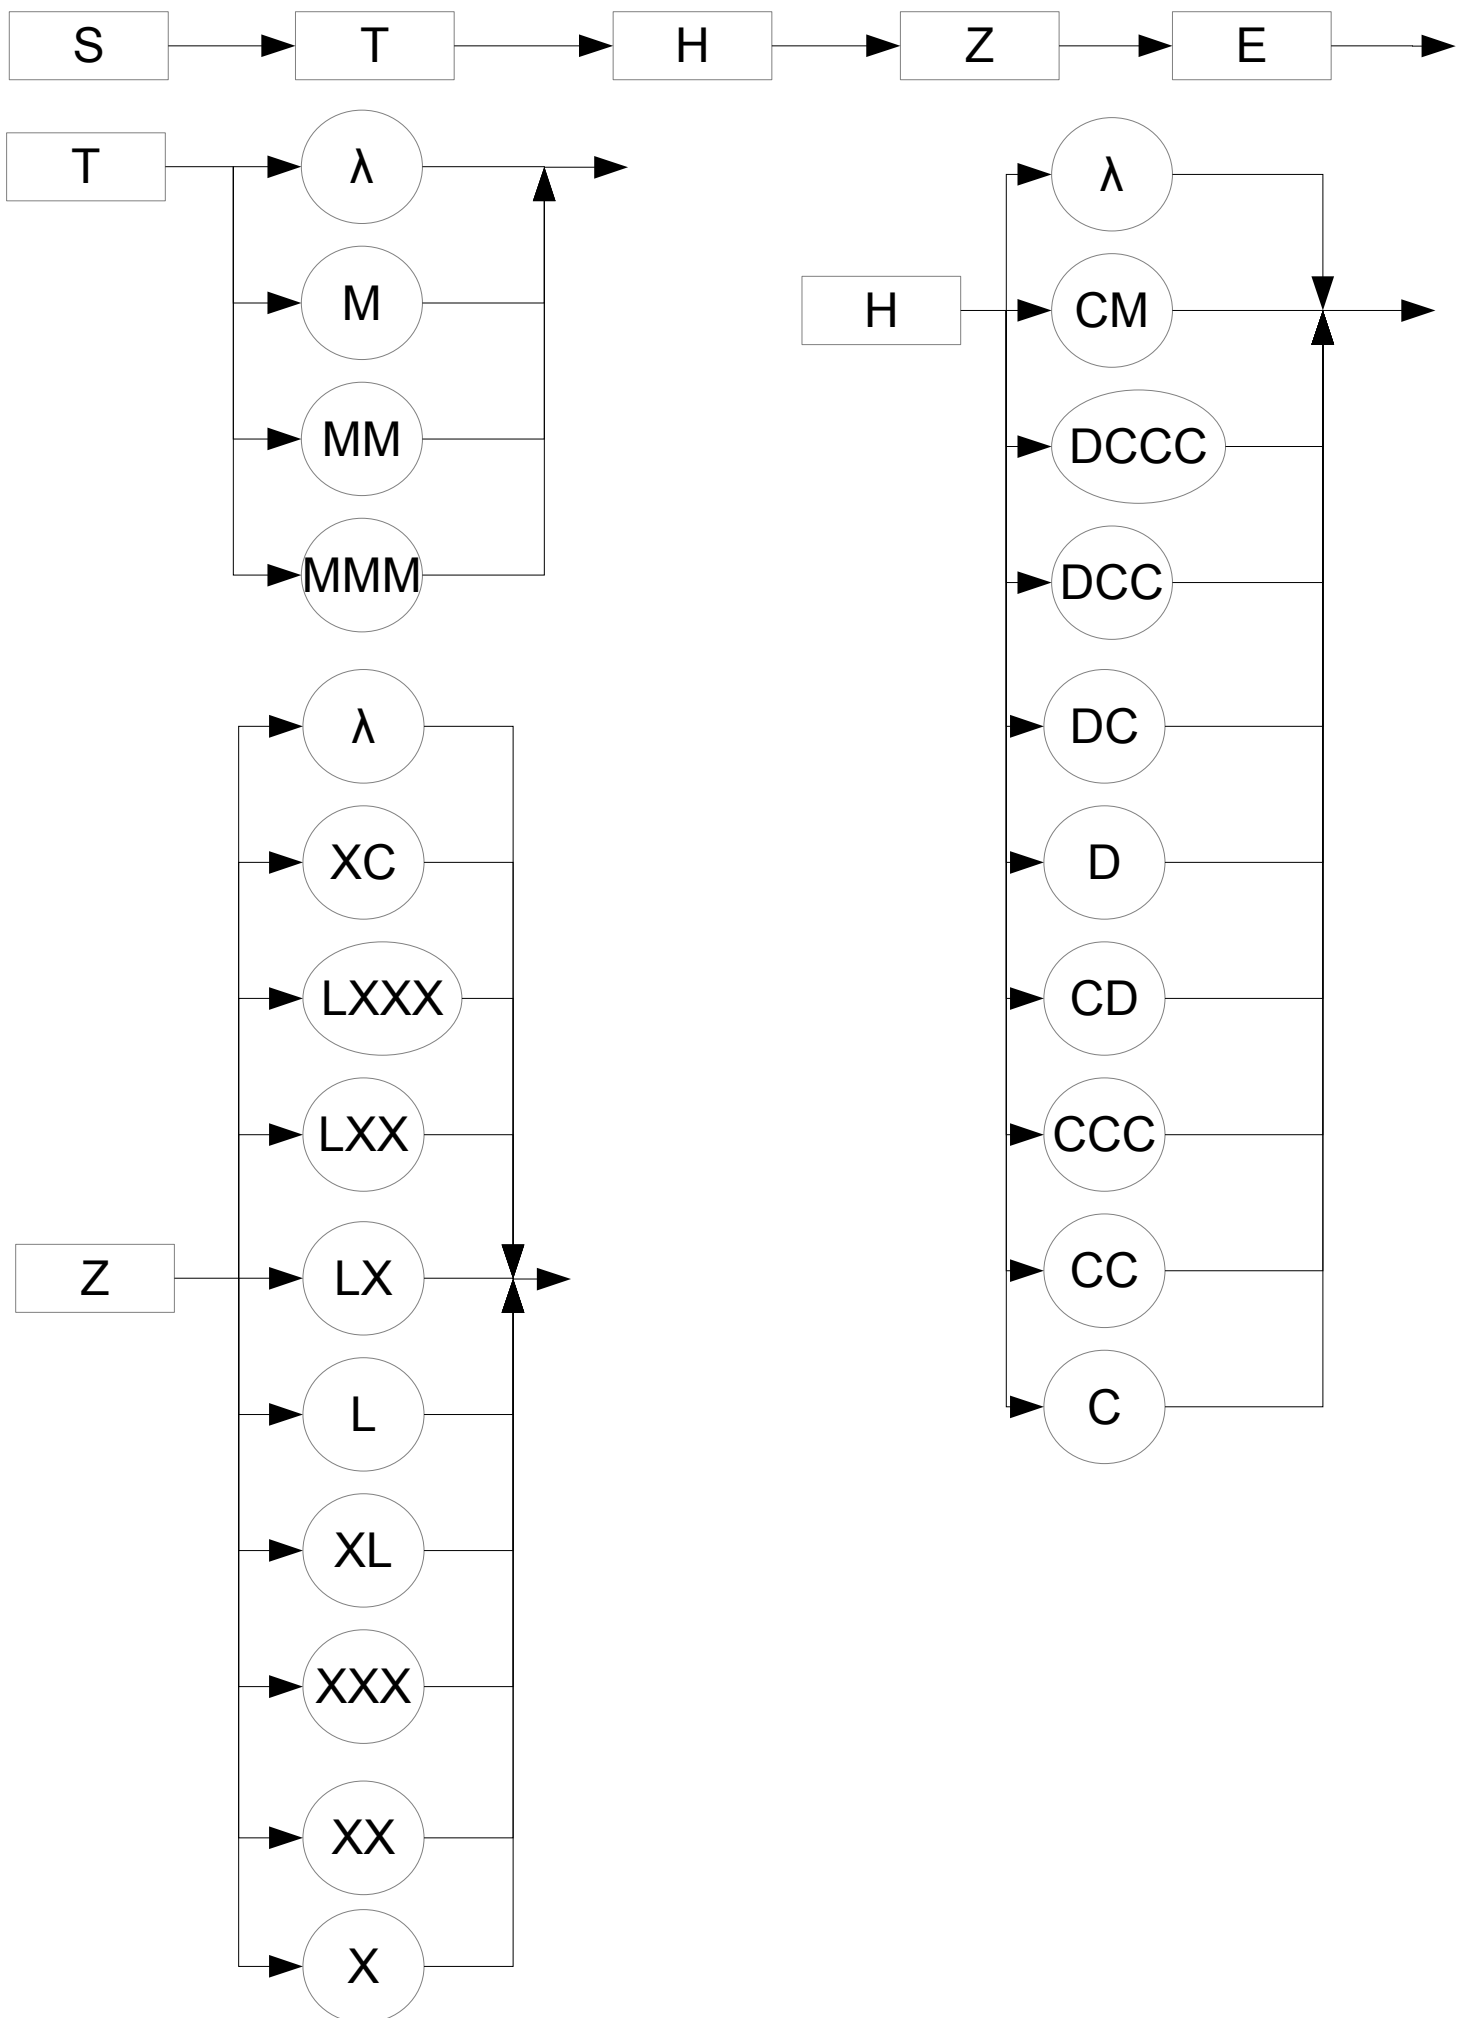 S T H Z E
T
λ
M
MM
MMM
H
λ
CM
DCCC
DCC
DC
D
CD
CCC
CC
C
Z
λ
XC
LXXX
LXX
LX
L
XL
XXX
XX
X